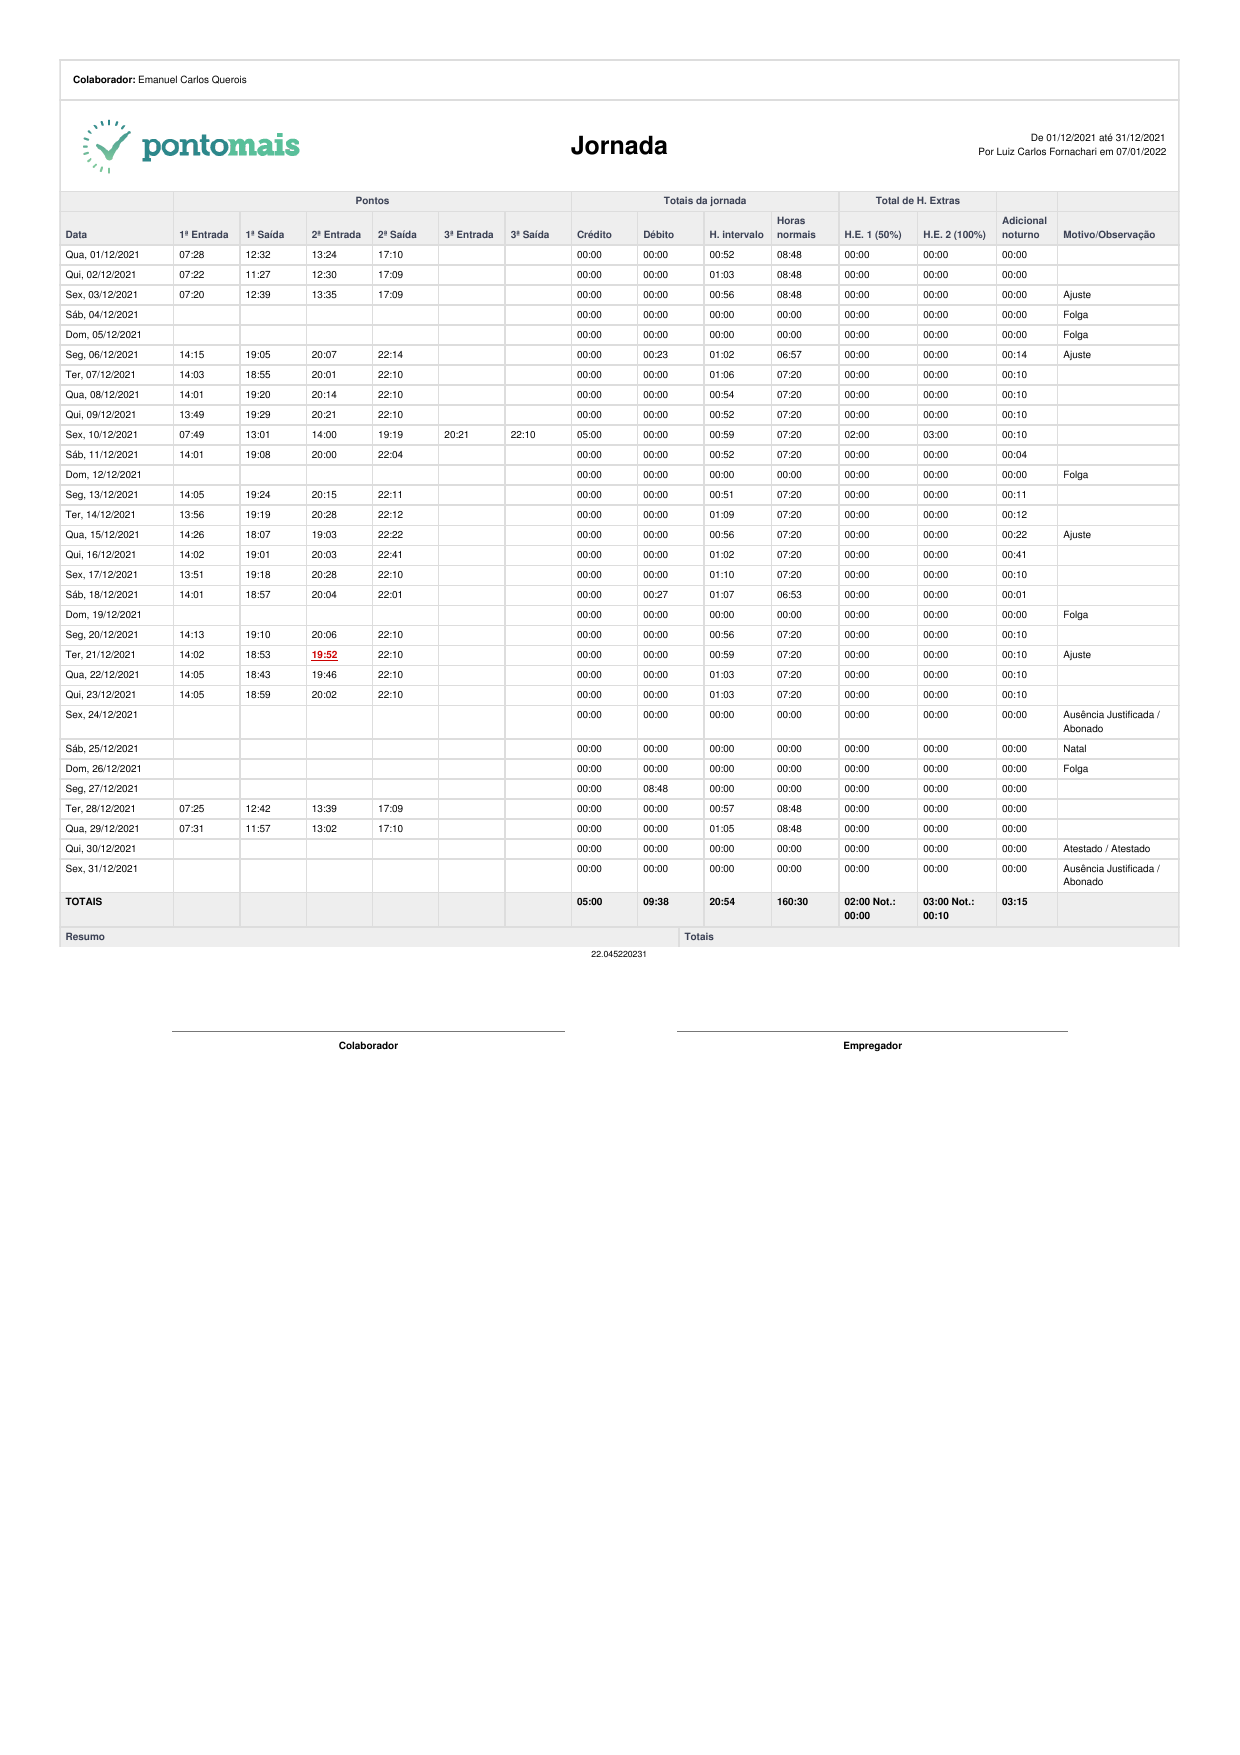 Colaborador: Emanuel Carlos Querois
pontomais
Jornada
De 01/12/2021 até 31/12/2021
Por Luiz Carlos Fornachari em 07/01/2022
Pontos Totais da jornada Total de H. Extras
Data 1ª Entrada 1ª Saída 2ª Entrada 2ª Saída 3ª Entrada 3ª Saída Crédito Débito H. intervalo Horas normais H.E. 1 (50%) H.E. 2 (100%) Adicional noturno Motivo/Observação
Qua, 01/12/2021 07:28 12:32 13:24 17:10 00:00 00:00 00:52 08:48 00:00 00:00 00:00
Qui, 02/12/2021 07:22 11:27 12:30 17:09 00:00 00:00 01:03 08:48 00:00 00:00 00:00
Sex, 03/12/2021 07:20 12:39 13:35 17:09 00:00 00:00 00:56 08:48 00:00 00:00 00:00 Ajuste
Sáb, 04/12/2021 00:00 00:00 00:00 00:00 00:00 00:00 00:00 Folga
Dom, 05/12/2021 00:00 00:00 00:00 00:00 00:00 00:00 00:00 Folga
Seg, 06/12/2021 14:15 19:05 20:07 22:14 00:00 00:23 01:02 06:57 00:00 00:00 00:14 Ajuste
Ter, 07/12/2021 14:03 18:55 20:01 22:10 00:00 00:00 01:06 07:20 00:00 00:00 00:10
Qua, 08/12/2021 14:01 19:20 20:14 22:10 00:00 00:00 00:54 07:20 00:00 00:00 00:10
Qui, 09/12/2021 13:49 19:29 20:21 22:10 00:00 00:00 00:52 07:20 00:00 00:00 00:10
Sex, 10/12/2021 07:49 13:01 14:00 19:19 20:21 22:10 05:00 00:00 00:59 07:20 02:00 03:00 00:10
Sáb, 11/12/2021 14:01 19:08 20:00 22:04 00:00 00:00 00:52 07:20 00:00 00:00 00:04
Dom, 12/12/2021 00:00 00:00 00:00 00:00 00:00 00:00 00:00 Folga
Seg, 13/12/2021 14:05 19:24 20:15 22:11 00:00 00:00 00:51 07:20 00:00 00:00 00:11
Ter, 14/12/2021 13:56 19:19 20:28 22:12 00:00 00:00 01:09 07:20 00:00 00:00 00:12
Qua, 15/12/2021 14:26 18:07 19:03 22:22 00:00 00:00 00:56 07:20 00:00 00:00 00:22 Ajuste
Qui, 16/12/2021 14:02 19:01 20:03 22:41 00:00 00:00 01:02 07:20 00:00 00:00 00:41
Sex, 17/12/2021 13:51 19:18 20:28 22:10 00:00 00:00 01:10 07:20 00:00 00:00 00:10
Sáb, 18/12/2021 14:01 18:57 20:04 22:01 00:00 00:27 01:07 06:53 00:00 00:00 00:01
Dom, 19/12/2021 00:00 00:00 00:00 00:00 00:00 00:00 00:00 Folga
Seg, 20/12/2021 14:13 19:10 20:06 22:10 00:00 00:00 00:56 07:20 00:00 00:00 00:10
Ter, 21/12/2021 14:02 18:53 19:52 22:10 00:00 00:00 00:59 07:20 00:00 00:00 00:10 Ajuste
Qua, 22/12/2021 14:05 18:43 19:46 22:10 00:00 00:00 01:03 07:20 00:00 00:00 00:10
Qui, 23/12/2021 14:05 18:59 20:02 22:10 00:00 00:00 01:03 07:20 00:00 00:00 00:10
Sex, 24/12/2021 00:00 00:00 00:00 00:00 00:00 00:00 00:00 Ausência Justificada / Abonado
Sáb, 25/12/2021 00:00 00:00 00:00 00:00 00:00 00:00 00:00 Natal
Dom, 26/12/2021 00:00 00:00 00:00 00:00 00:00 00:00 00:00 Folga
Seg, 27/12/2021 00:00 08:48 00:00 00:00 00:00 00:00 00:00
Ter, 28/12/2021 07:25 12:42 13:39 17:09 00:00 00:00 00:57 08:48 00:00 00:00 00:00
Qua, 29/12/2021 07:31 11:57 13:02 17:10 00:00 00:00 01:05 08:48 00:00 00:00 00:00
Qui, 30/12/2021 00:00 00:00 00:00 00:00 00:00 00:00 00:00 Atestado / Atestado
Sex, 31/12/2021 00:00 00:00 00:00 00:00 00:00 00:00 00:00 Ausência Justificada / Abonado
TOTAIS 05:00 09:38 20:54 160:30 02:00 Not.: 00:00 03:00 Not.: 00:10 03:15
Resumo Totais
22.045220231
Colaborador Empregador